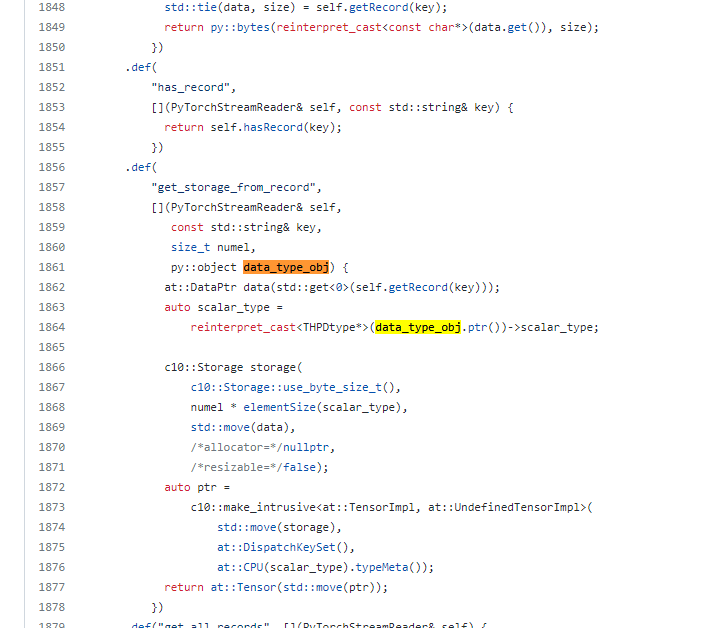 1848 std::tie(data, size) = self.getRecord(key);
1849 return py::bytes(reinterpret_cast<const char*>(data.get()), size);
1850 })
1851 .def(
1852 "has_record",
1853 [](PyTorchStreamReader& self, const std::string& key) {
1854 return self.hasRecord(key);
1855 })
1856 .def(
1857 "get_storage_from_record",
1858 [](PyTorchStreamReader& self,
1859 const std::string& key,
1860 size_t numel,
1861 py::object data_type_obj) {
1862 at::DataPtr data(std::get<0>(self.getRecord(key)));
1863 auto scalar_type =
1864 reinterpret_cast<THPDtype*>(data_type_obj.ptr())->scalar_type;
1865
1866 c10::Storage storage(
1867 c10::Storage::use_byte_size_t(),
1868 numel * elementSize(scalar_type),
1869 std::move(data),
1870 /*allocator=*/nullptr,
1871 /*resizable=*/false);
1872 auto ptr =
1873 c10::make_intrusive<at::TensorImpl, at::UndefinedTensorImpl>(
1874 std::move(storage),
1875 at::DispatchKeySet(),
1876 at::CPU(scalar_type).typeMeta());
1877 return at::Tensor(std::move(ptr));
1878 })
1879 .def("get_all_records", [](PyTorchStreamReader& self) {